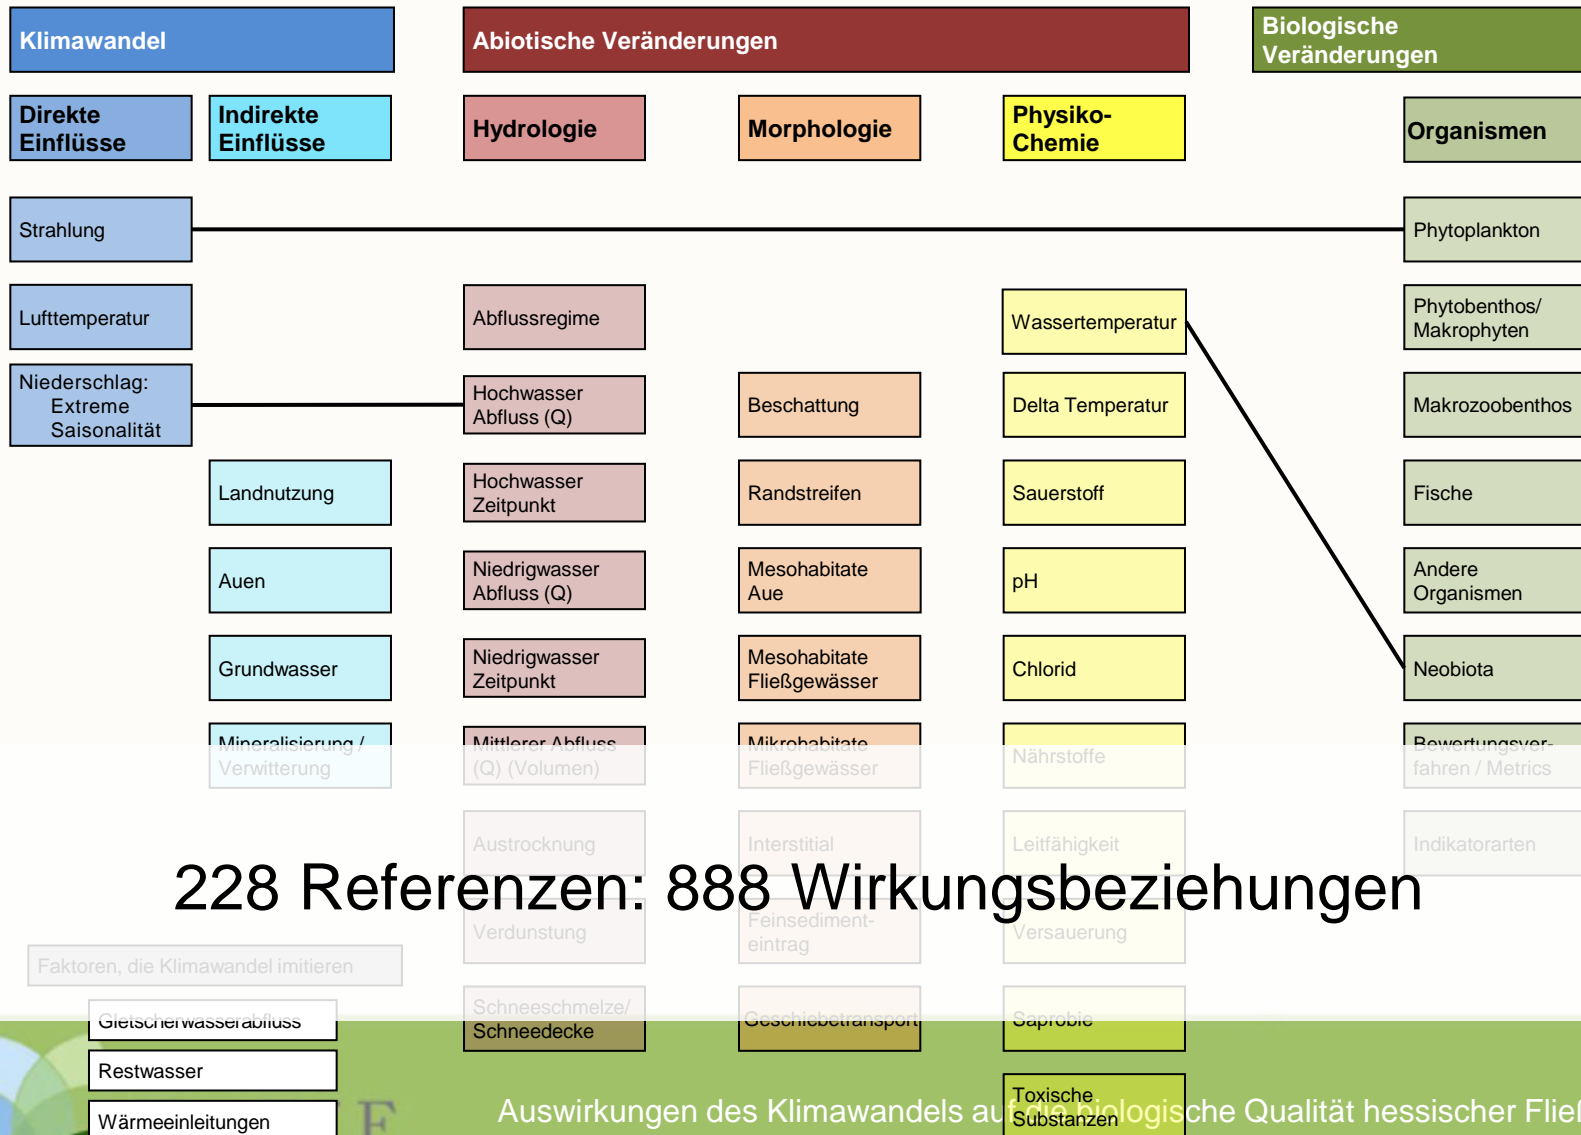 Klimawandel
Abiotische Veränderungen
Biologische
Veränderungen
Direkte
Einflüsse
Indirekte
Einflüsse
Hydrologie
Morphologie
Physiko-
Chemie
Organismen
Strahlung
Phytoplankton
Lufttemperatur
Abflussregime
Wassertemperatur
Phytobenthos/
Makrophyten
Niederschlag:
Extreme
Saisonalität
Hochwasser
Abfluss (Q)
Beschattung
Delta Temperatur
Makrozoobenthos
Landnutzung
Hochwasser
Zeitpunkt
Randstreifen
Sauerstoff
Fische
Auen
Niedrigwasser
Abfluss (Q)
Mesohabitate
Aue
pH
Andere
Organismen
Grundwasser
Niedrigwasser
Zeitpunkt
Mesohabitate
Fließgewässer
Chlorid
Neobiota
Mineralisierung /
Verwitterung
Mittlerer Abfluss
(Q) (Volumen)
Mikrohabitate
Fließgewässer
Nährstoffe
Bewertungsver-
fahren / Metrics
Austrocknung
Interstitial
Leitfähigkeit
Indikatorarten
228 Referenzen: 888 Wirkungsbeziehungen
Verdunstung
Feinsediment-
eintrag
Versauerung
Faktoren, die Klimawandel imitieren
Gletscherwasserabfluss
Schneeschmelze/
Schneedecke
Geschiebetransport
Saprobie
Restwasser
Wärmeeinleitungen
Toxische
Substanzen
Auswirkungen des Klimawandels auf die biologische Qualität hessischer